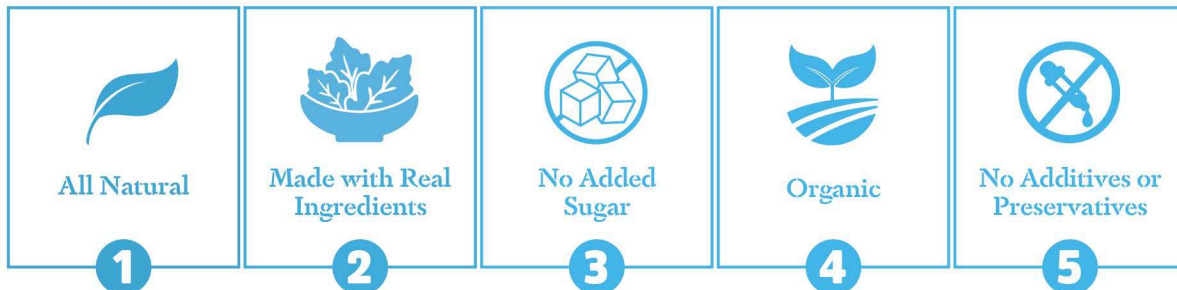 All Natural
1
Made with Real
Ingredients
2
No Added
Sugar
3
Organic
4
No Additives or
Preservatives
5